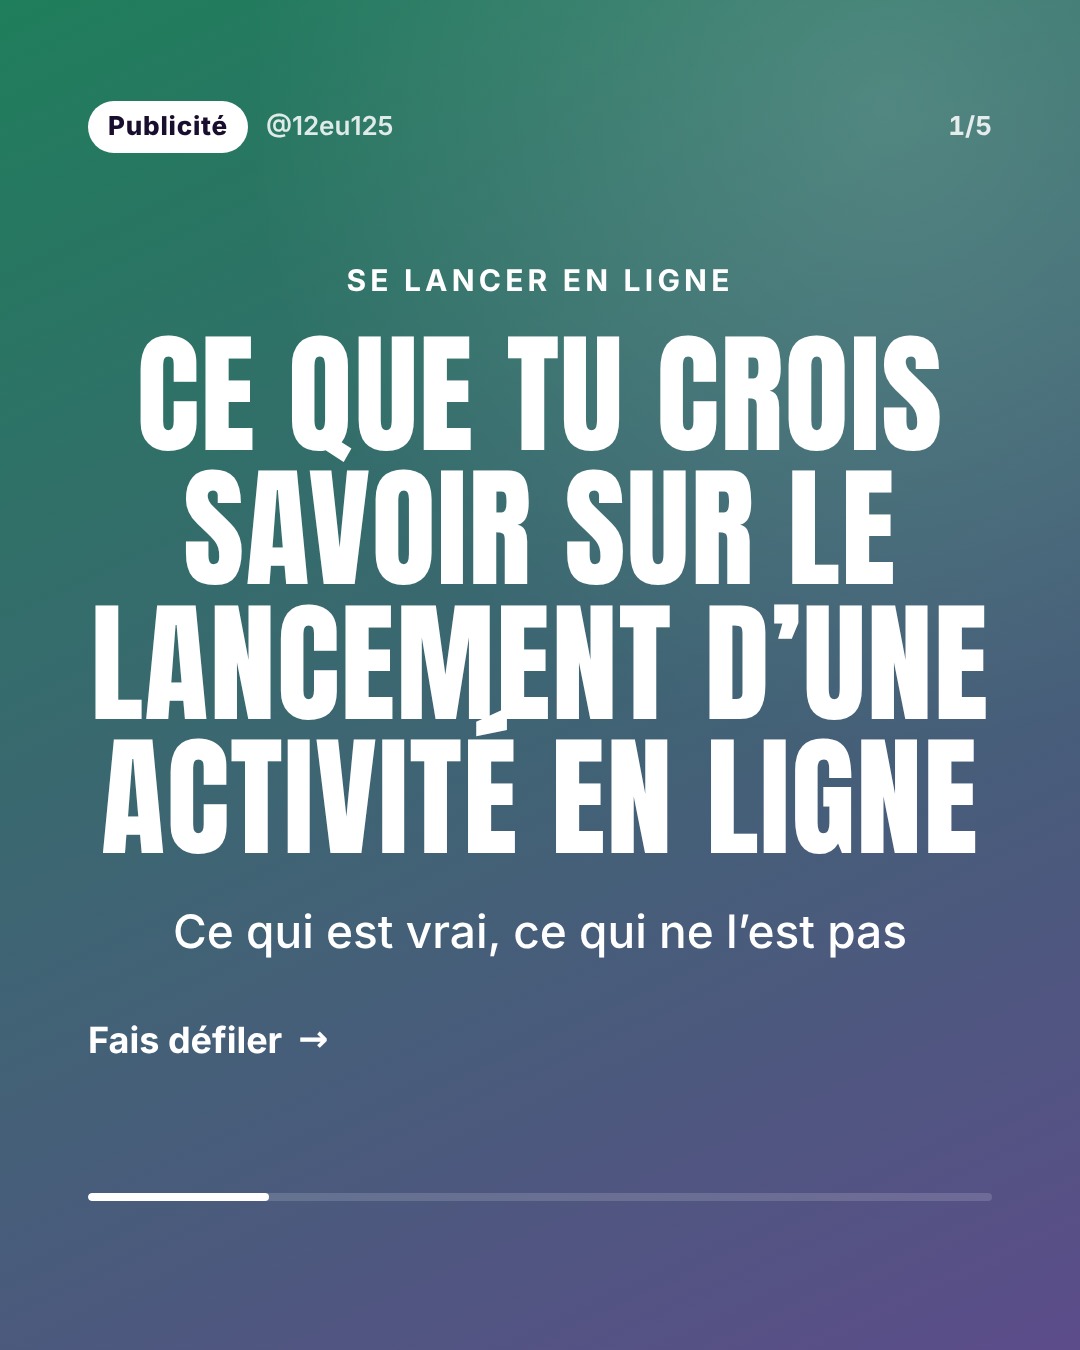 Publicité @12eu125 1/5
SE LANCER EN LIGNE
CE QUE TU CROIS
SAVOIR SUR LE
LANCEMENT D’UNE
ACTIVITÉ EN LIGNE
Ce qui est vrai, ce qui ne l’est pas
Fais défiler →